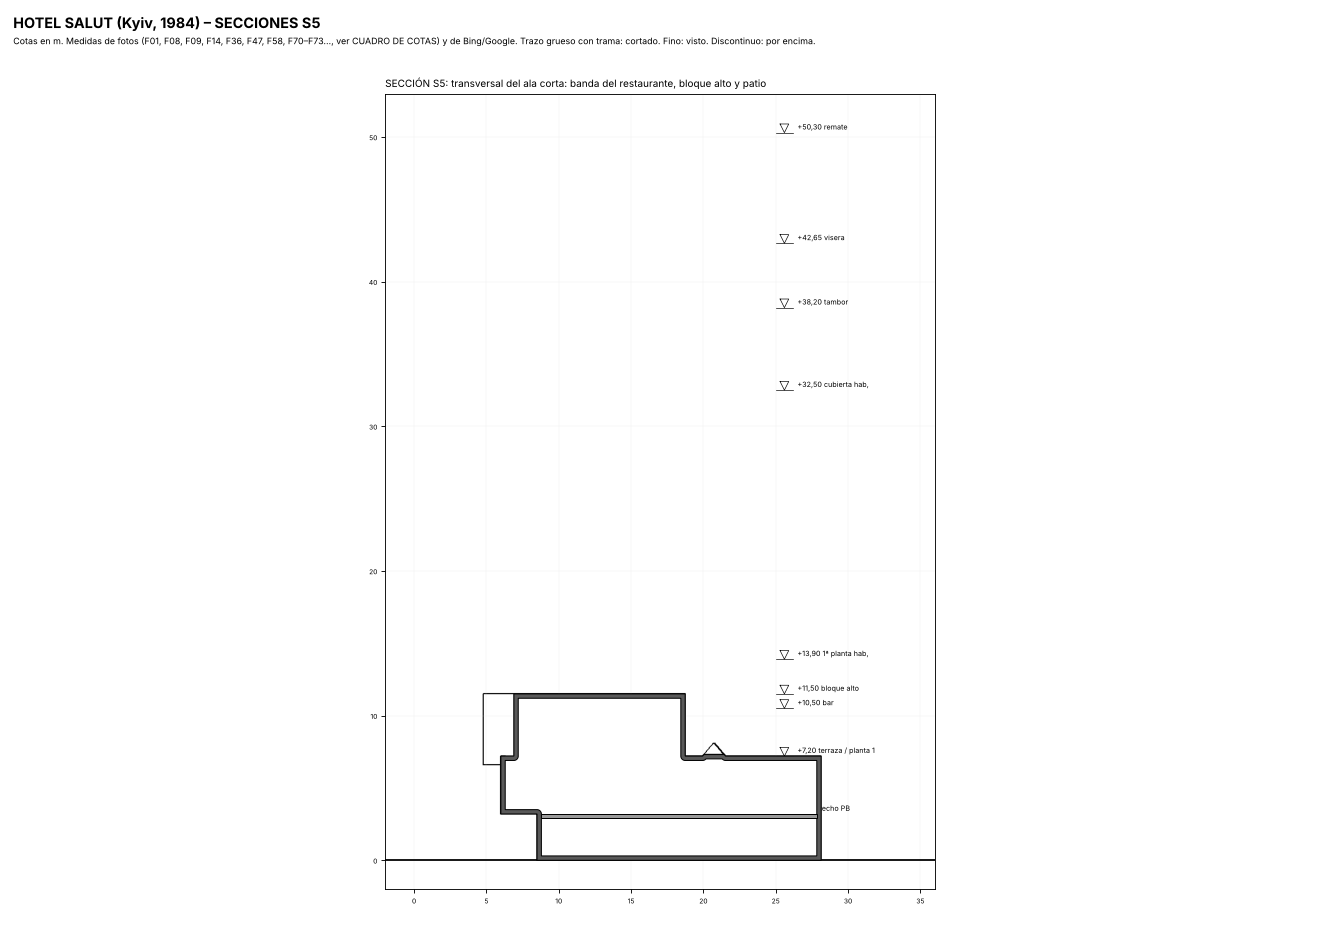 HOTEL SALUT (Kyiv, 1984) – SECCIONES S5
Cotas en m. Medidas de fotos (F01, F08, F09, F14, F36, F47, F58, F70–F73..., ver CUADRO DE COTAS) y de Bing/Google. Trazo grueso con trama: cortado. Fino: visto. Discontinuo: por encima.
SECCIÓN S5: transversal del ala corta: banda del restaurante, bloque alto y patio
+50,30 remate
50
+42,65 visera
40
+38,20 tambor
+32,50 cubierta hab,
30
20
+13,90 1ª planta hab,
+11,50 bloque alto
+10,50 bar
10
+7,20 terraza / planta 1
echo PB
0
0 5 10 15 20 25 30 35